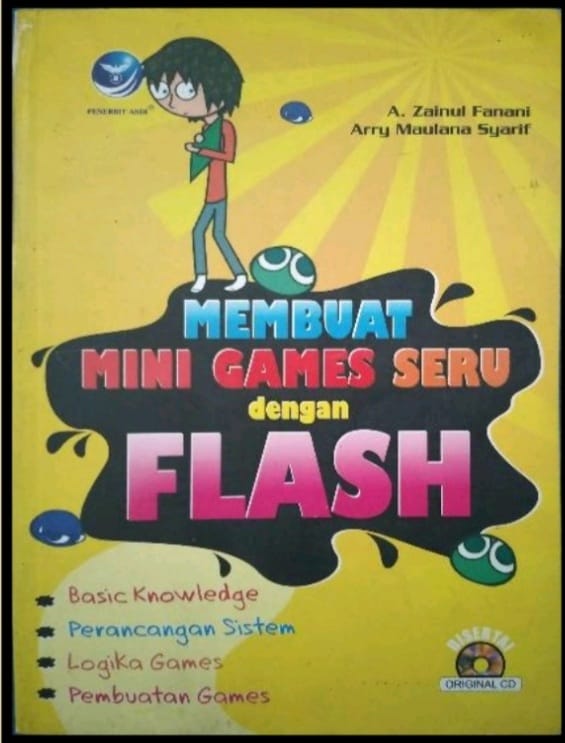 PENERBIT ANDI
A. Zainul Fanani
Arry Maulana Syarif
MEMBUAT
MINI GAMES SERU
dengan
FLASH
Basic Knowledge
Perancangan Sistem
Logika Games
Pembuatan Games
DISERTAI
ORIGINAL CD